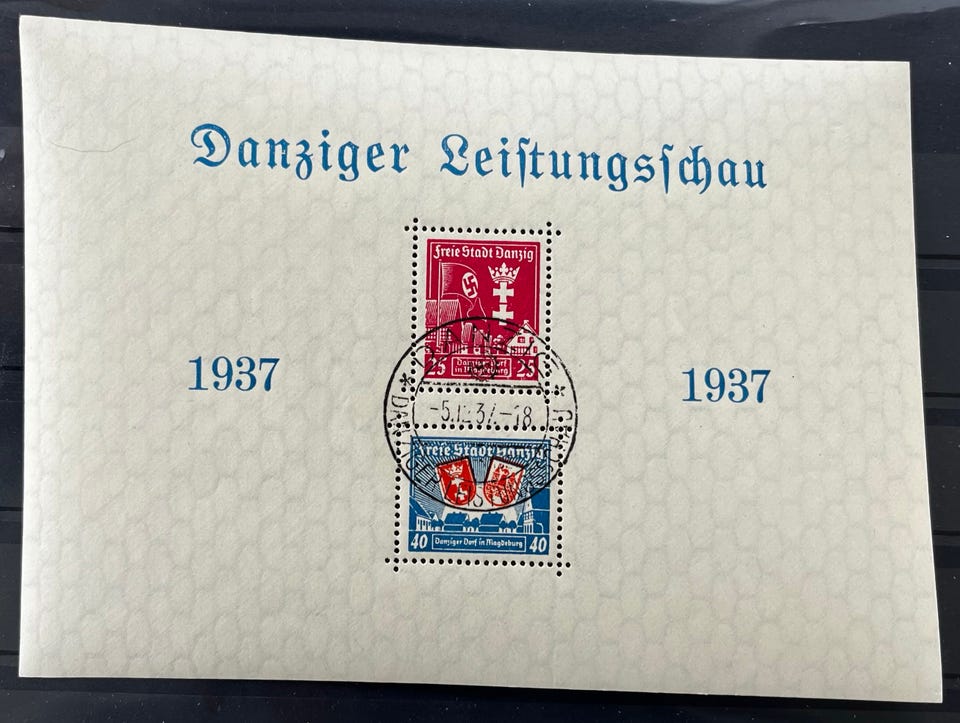 Danziger Leistungsschau
1937
1937
Freie Stadt Danzig
25 Danziger Dorf in Magdeburg 25
-5.12.37.-18
Freie Stadt Danzig
40 Danziger Dorf in Magdeburg 40